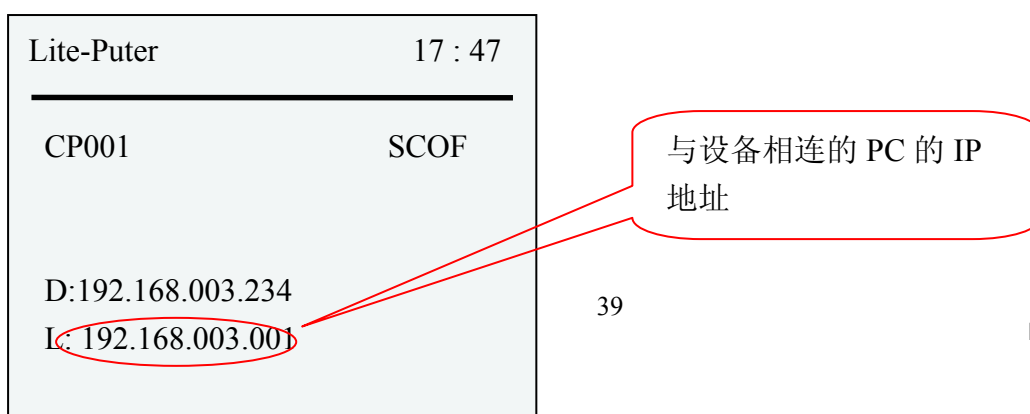 Lite-Puter 17 : 47
CP001 SCOF
与设备相连的 PC 的 IP
地址
D:192.168.003.234
L: 192.168.003.001
39